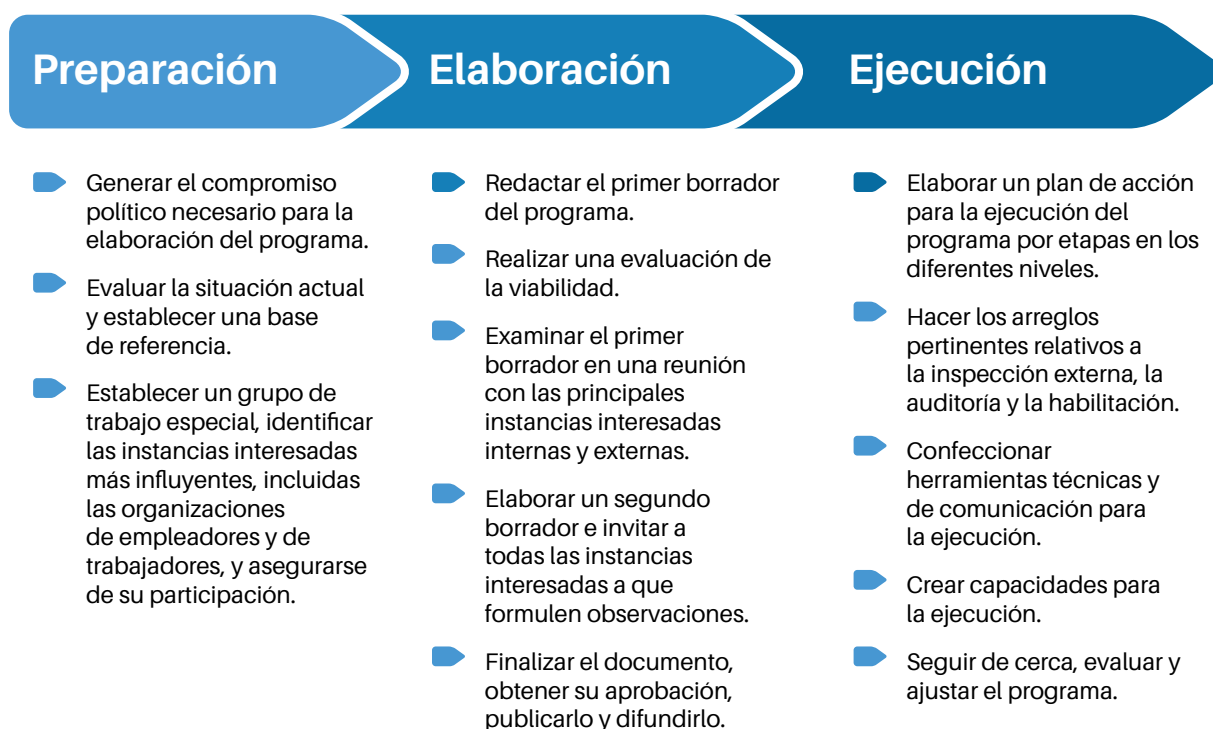 Preparación
Elaboración
Ejecución
Generar el compromiso
político necesario para la
elaboración del programa.
Evaluar la situación actual
y establecer una base
de referencia.
Establecer un grupo de
trabajo especial, identificar
las instancias interesadas
más influyentes, incluidas
las organizaciones
de empleadores y de
trabajadores, y asegurarse
de su participación.
Redactar el primer borrador
del programa.
Realizar una evaluación de
la viabilidad.
Examinar el primer
borrador en una reunión
con las principales
instancias interesadas
internas y externas.
Elaborar un segundo
borrador e invitar a
todas las instancias
interesadas a que
formulen observaciones.
Finalizar el documento,
obtener su aprobación,
publicarlo y difundirlo.
Elaborar un plan de acción
para la ejecución del
programa por etapas en los
diferentes niveles.
Hacer los arreglos
pertinentes relativos a
la inspección externa, la
auditoría y la habilitación.
Confeccionar
herramientas técnicas y
de comunicación para
la ejecución.
Crear capacidades para
la ejecución.
Seguir de cerca, evaluar y
ajustar el programa.